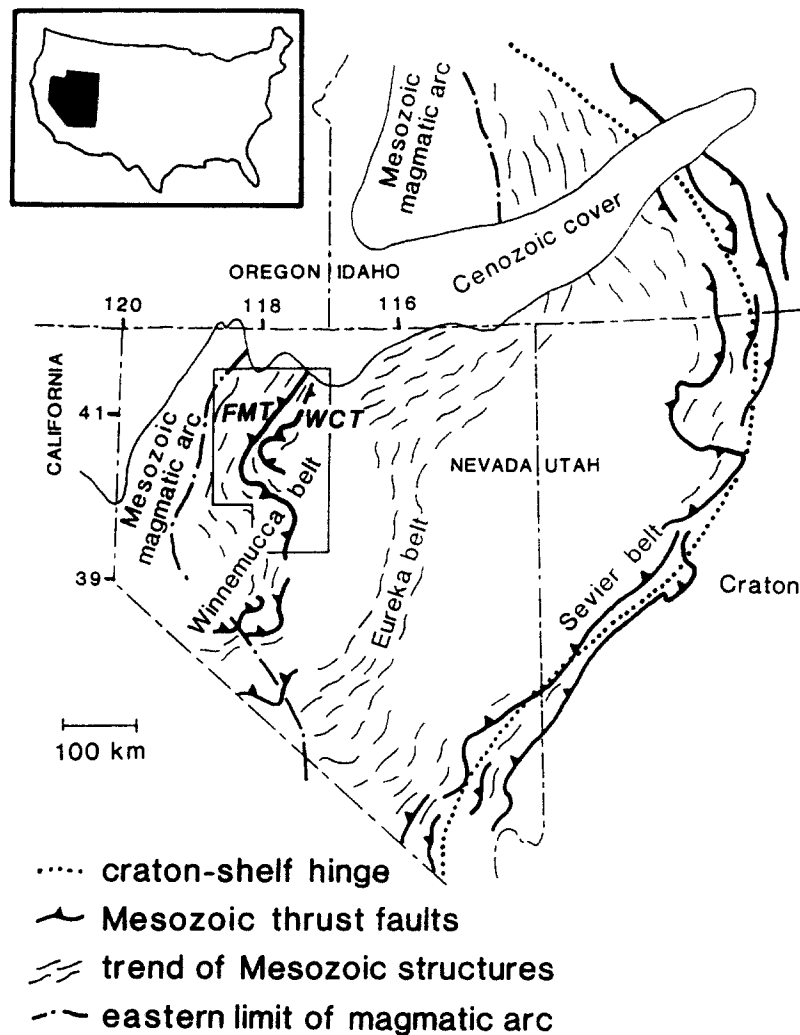 Mesozoic
magmatic arc
Cenozoic cover
OREGON IDAHO
120
118
116
CALIFORNIA
41
39
FMT
WCT
Mesozoic
magmatic arc
Winnemucca belt
Eureka belt
NEVADA UTAH
Sevier belt
Craton
100 km
craton-shelf hinge
Mesozoic thrust faults
trend of Mesozoic structures
eastern limit of magmatic arc